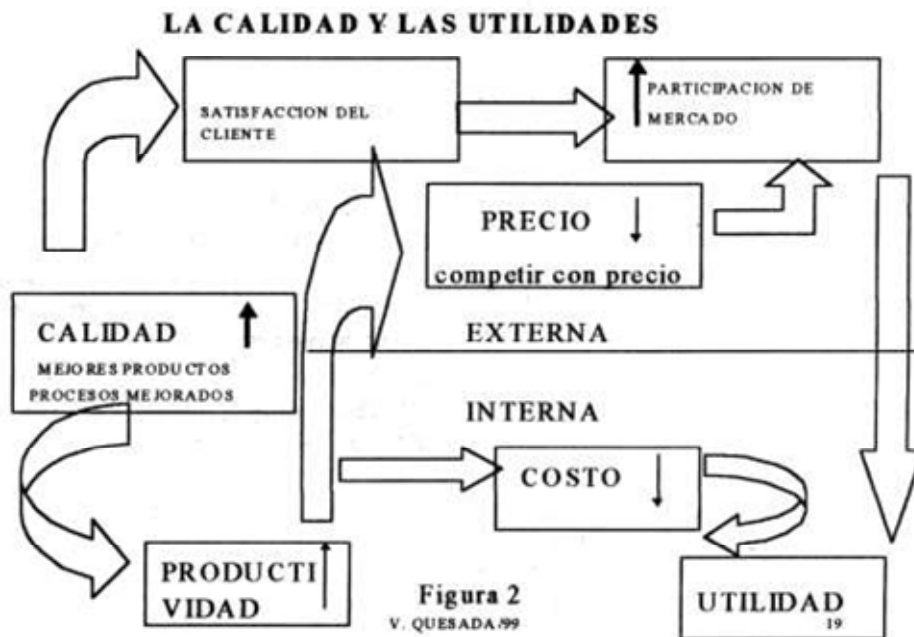 LA CALIDAD Y LAS UTILIDADES
SATISFACCION DEL
CLIENTE
PARTICIPACION DE
MERCADO
PRECIO
competir con precio
CALIDAD
MEJORES PRODUCTOS
PROCESOS MEJORADOS
EXTERNA
INTERNA
COSTO
PRODUCTI
VIDAD
UTILIDAD
19
Figura 2
V. QUESADA/99